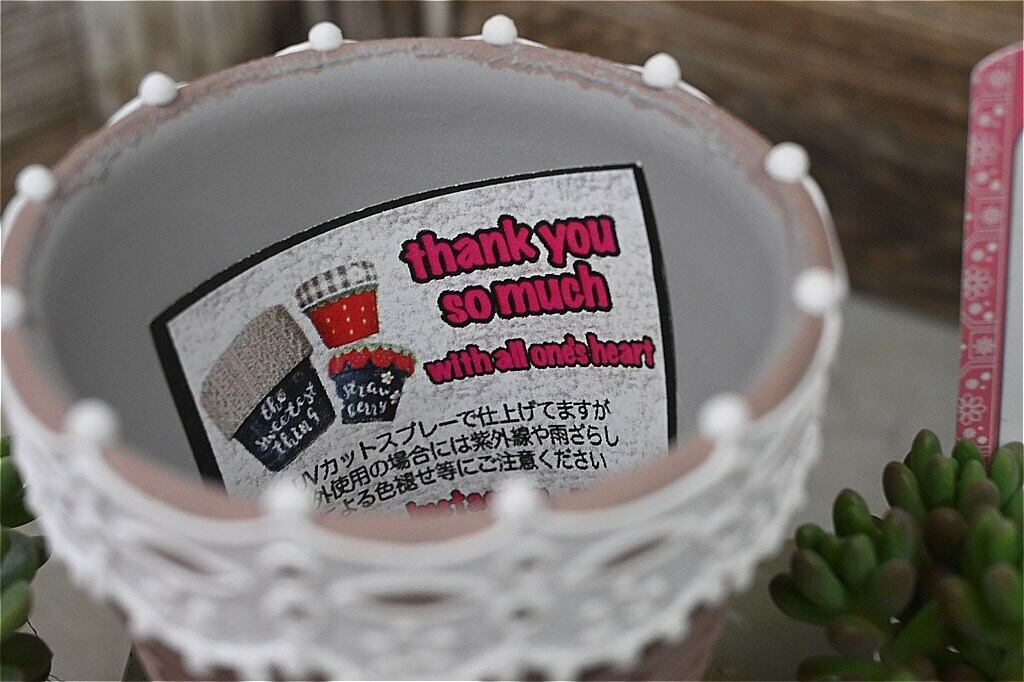 thank you
so much
with all one's heart
the
sweetest
thing
straw
berry
UVカットスプレーで仕上げてますが
外使用の場合には紫外線や雨ざらし
による色褪せ等にご注意ください